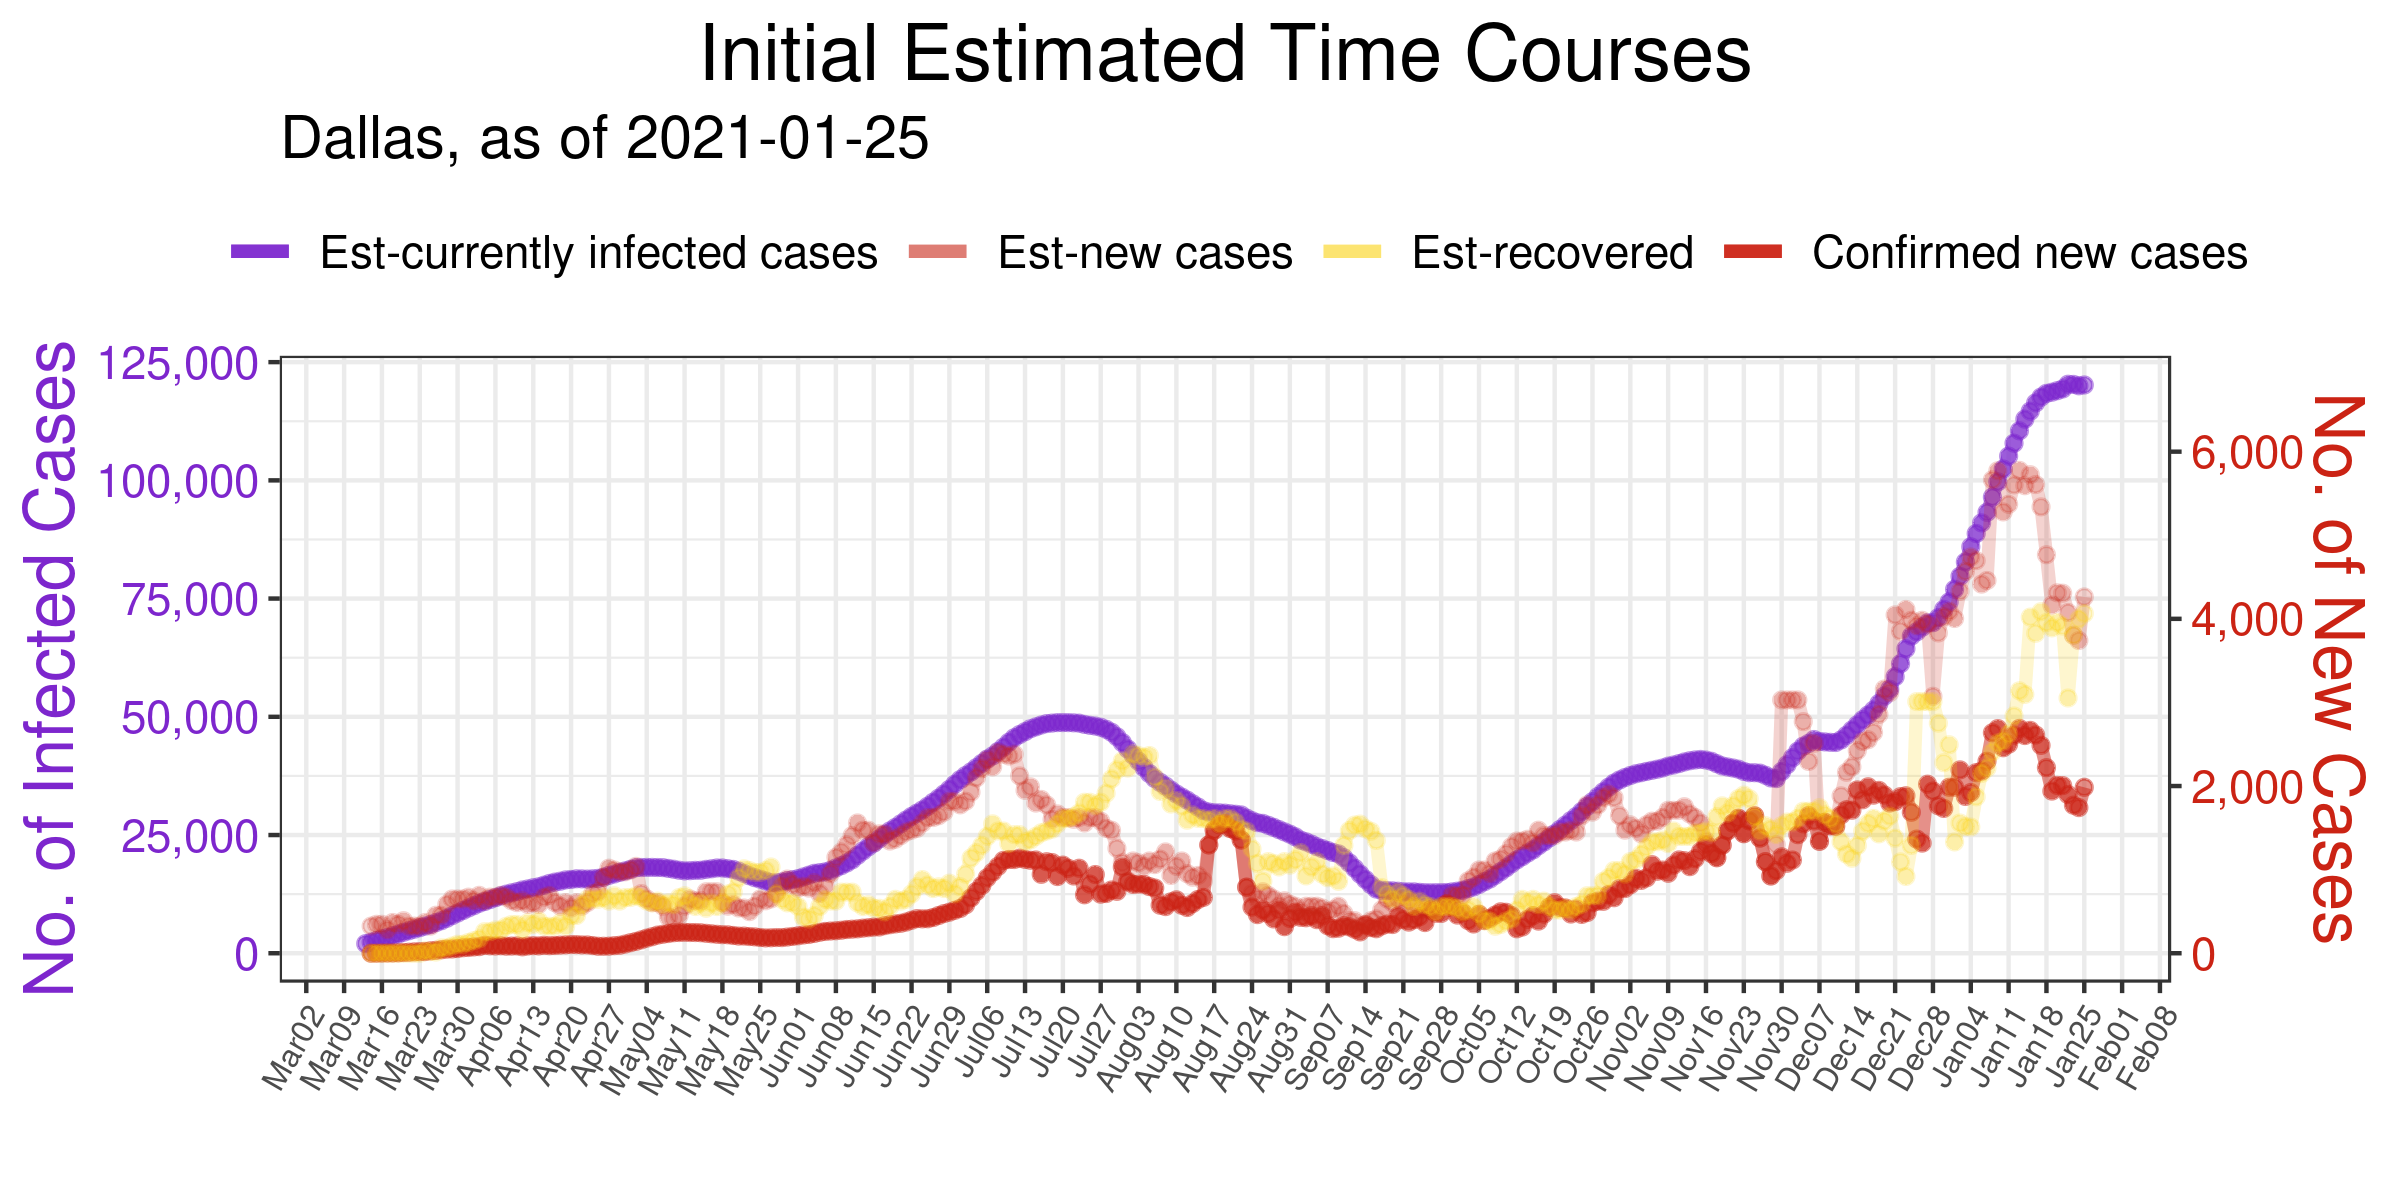 Initial Estimated Time Courses
Dallas, as of 2021-01-25
Est-currently infected cases
Est-new cases
Est-recovered
Confirmed new cases
No. of Infected Cases
125,000
100,000
75,000
50,000
25,000
0
6,000
4,000
2,000
0
No. of New Cases
Mar02
Mar09
Mar16
Mar23
Mar30
Apr06
Apr13
Apr20
Apr27
May04
May11
May18
May25
Jun01
Jun08
Jun15
Jun22
Jun29
Jul06
Jul13
Jul20
Jul27
Aug03
Aug10
Aug17
Aug24
Aug31
Sep07
Sep14
Sep21
Sep28
Oct05
Oct12
Oct19
Oct26
Nov02
Nov09
Nov16
Nov23
Nov30
Dec07
Dec14
Dec21
Dec28
Jan04
Jan11
Jan18
Jan25
Feb01
Feb08